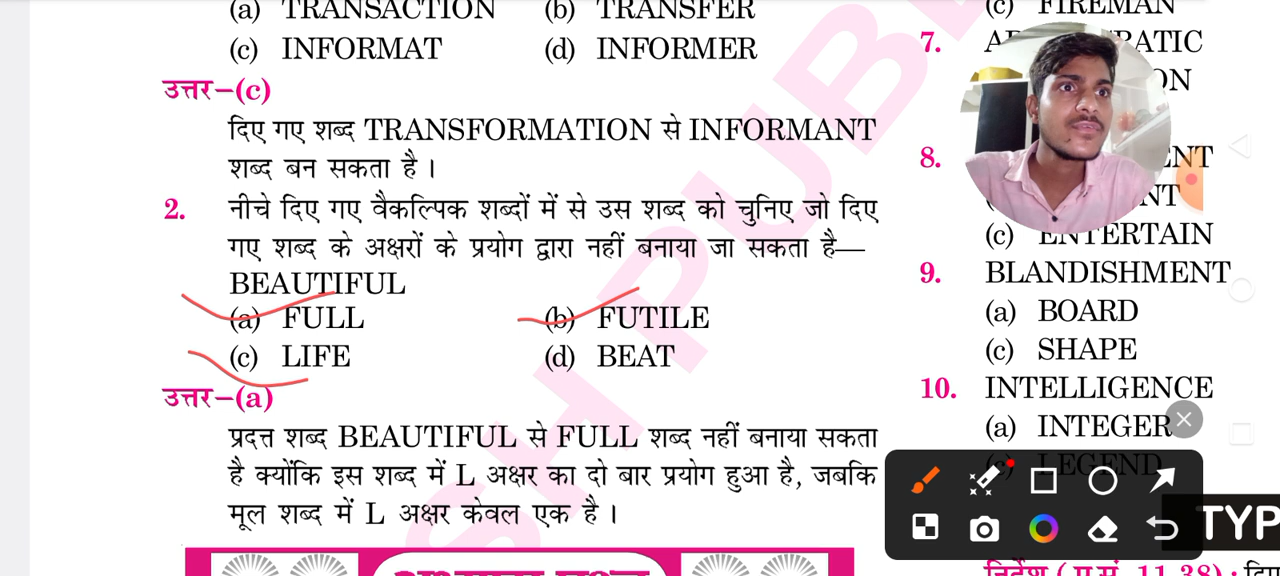 (a) TRANSACTION (b) TRANSFER
(c) INFORMAT (d) INFORMER
उत्तर–(c)
दिए गए शब्द TRANSFORMATION से INFORMANT
शब्द बन सकता है।
2. नीचे दिए गए वैकल्पिक शब्दों में से उस शब्द को चुनिए जो दिए
गए शब्द के अक्षरों के प्रयोग द्वारा नहीं बनाया जा सकता है—
BEAUTIFUL
(a) FULL (b) FUTILE
(c) LIFE (d) BEAT
उत्तर–(a)
प्रदत्त शब्द BEAUTIFUL से FULL शब्द नहीं बनाया सकता
है क्योंकि इस शब्द में L अक्षर का दो बार प्रयोग हुआ है, जबकि
मूल शब्द में L अक्षर केवल एक है।
(c) FIREMAN
7.
8.
(c) ENTERTAIN
9. BLANDISHMENT
(a) BOARD
(c) SHAPE
10. INTELLIGENCE
(a) INTEGER
(c) LEGEND
TYP